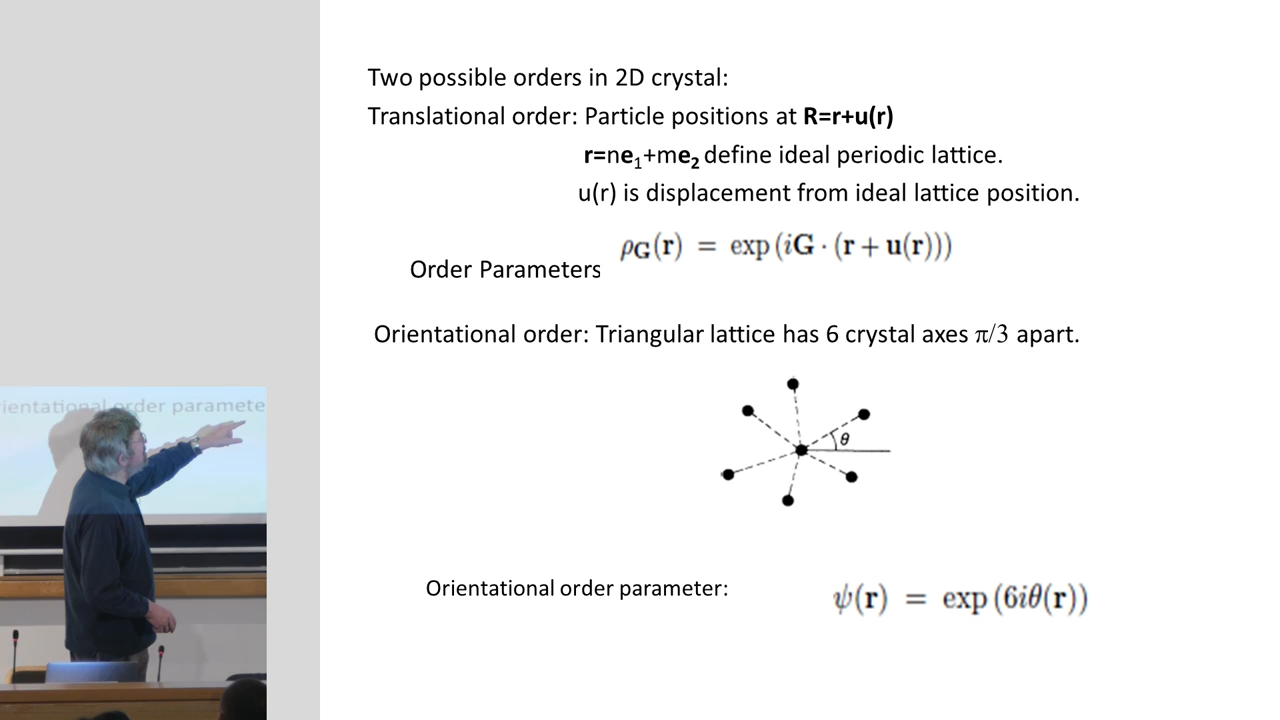 Two possible orders in 2D crystal:
Translational order: Particle positions at R=r+u(r)
r=ne₁+me₂ define ideal periodic lattice.
u(r) is displacement from ideal lattice position.
ρG(r) = exp(iG · (r + u(r)))
Order Parameters
Orientational order: Triangular lattice has 6 crystal axes π/3 apart.
θ
rientational order paramete
Orientational order parameter:
ψ(r) = exp(6iθ(r))